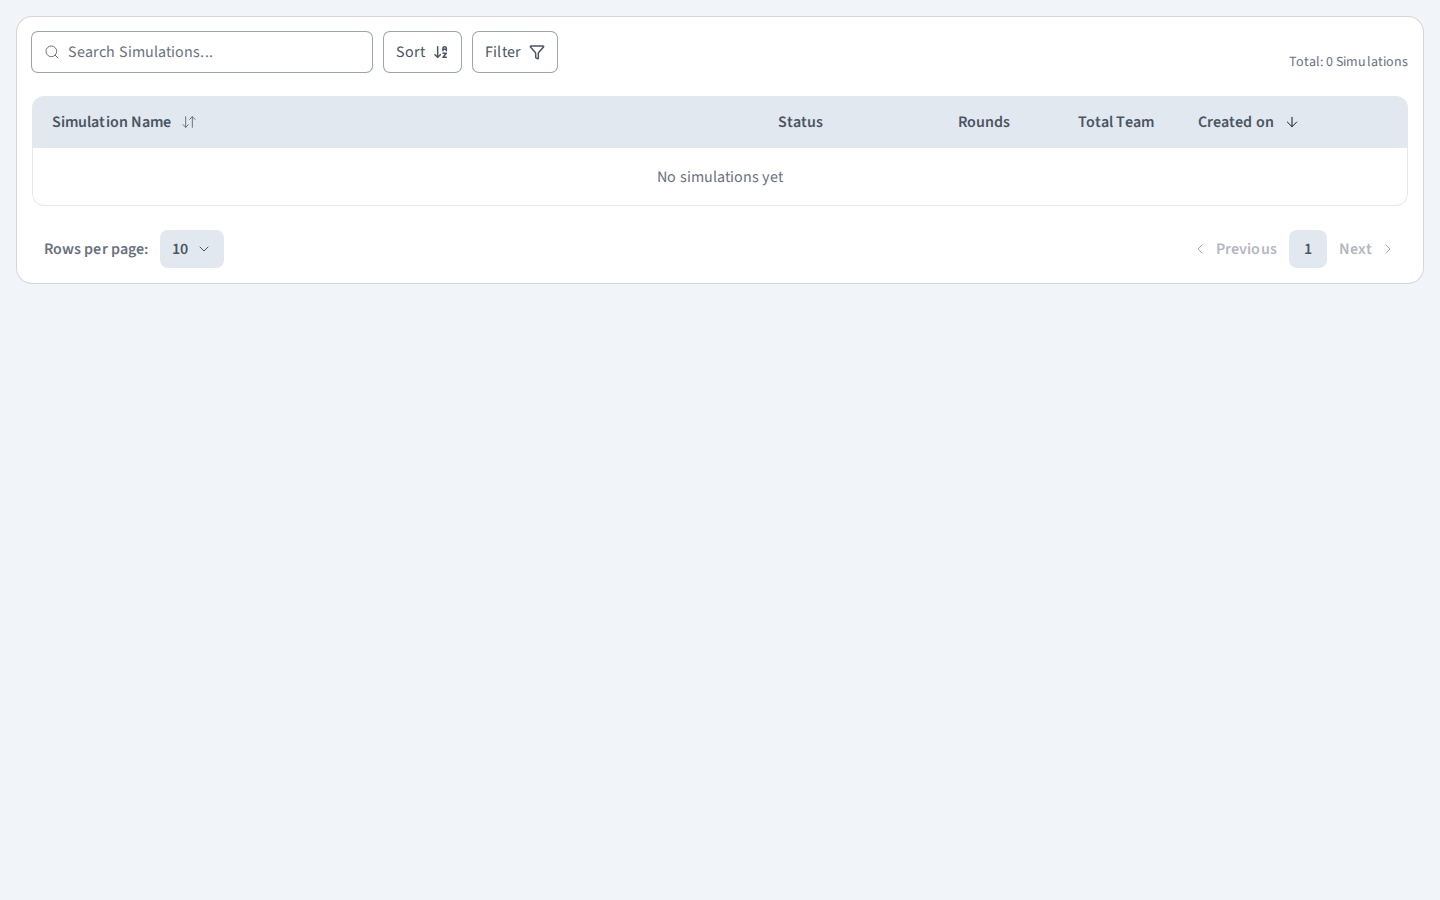 Search Simulations...
Sort
Filter
Total: 0 Simulations
Simulation Name Status Rounds Total Team Created on
No simulations yet
Rows per page: 10 Previous 1 Next